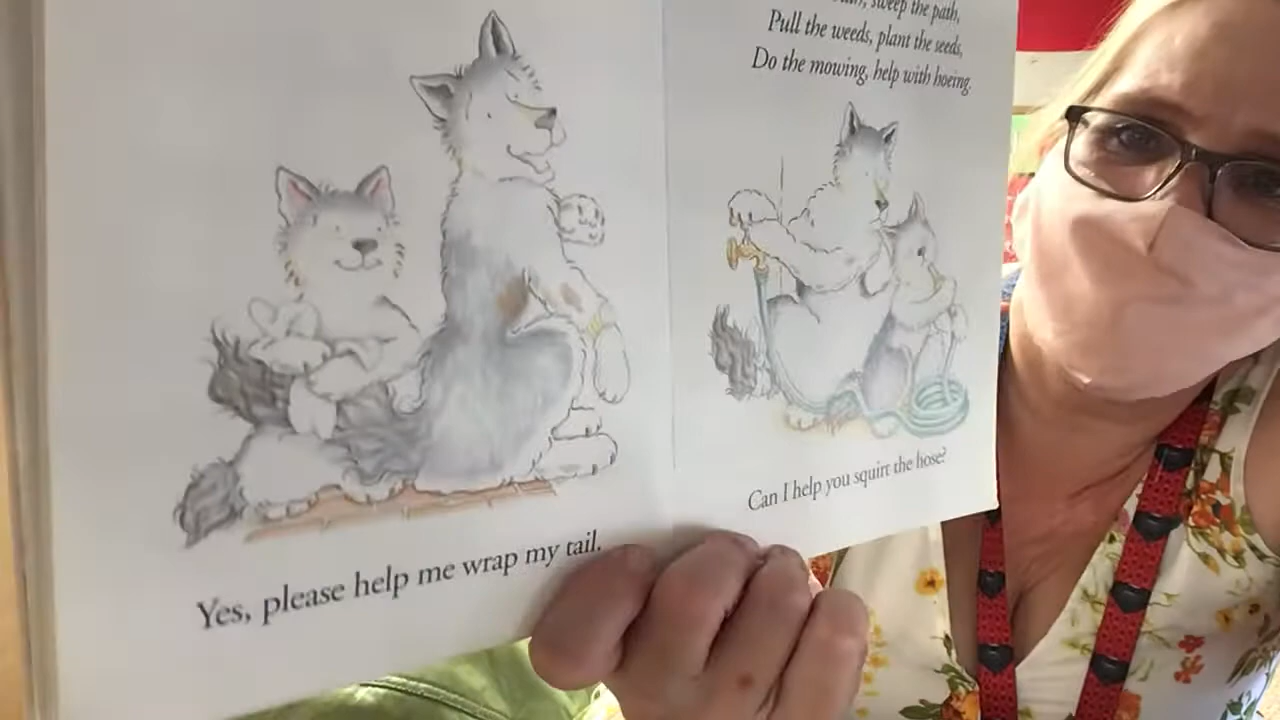 Yes, please help me wrap my tail.
sweep the path,
Pull the weeds, plant the seeds,
Do the mowing, help with hoeing.
Can I help you squirt the hose?